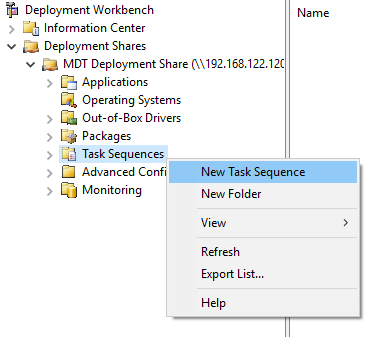 Deployment Workbench
Name
Information Center
Deployment Shares
MDT Deployment Share (\\192.168.122.120
Applications
Operating Systems
Out-of-Box Drivers
Packages
Task Sequences
Advanced Confi
Monitoring
New Task Sequence
New Folder
View
Refresh
Export List...
Help